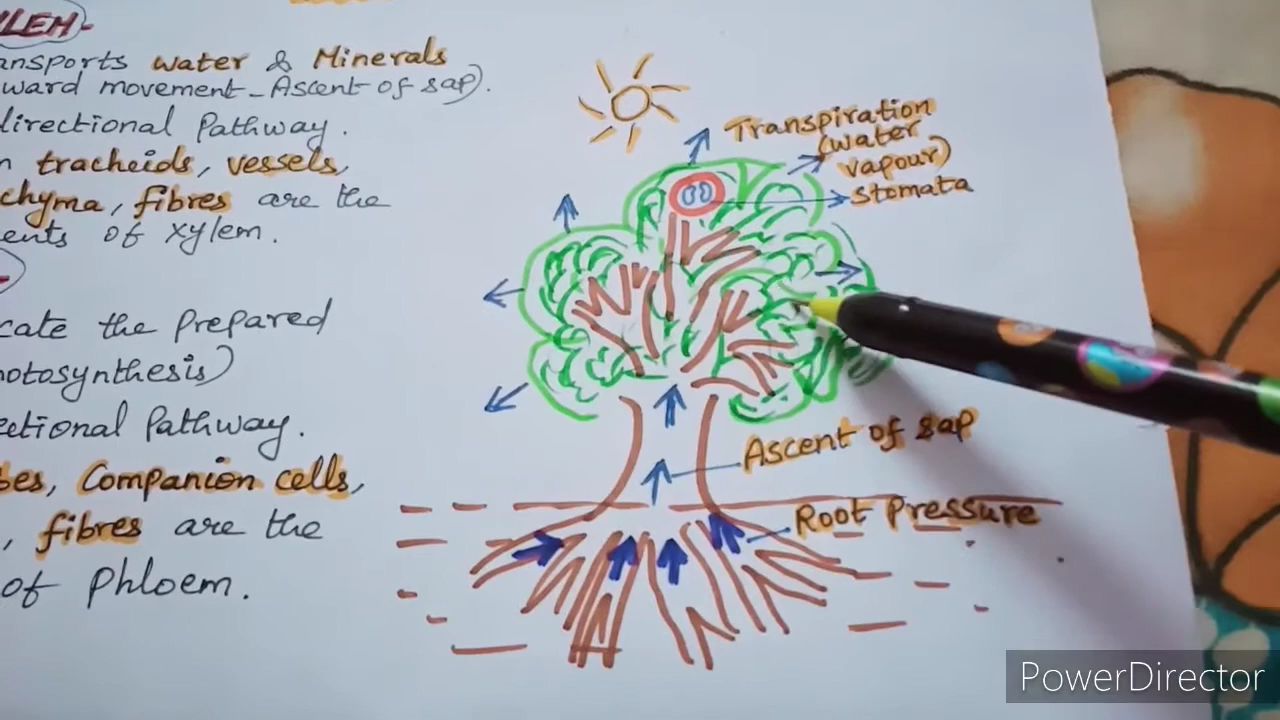 YLEM-
ansports water & Minerals
ward movement - Ascent of sap).
directional Pathway.
n tracheids, vessels,
chyma, fibres are the
ents of xylem.
cate the Prepared
hotosynthesis)
ectional Pathway.
bes, Companion cells,
, fibres are the
of Phloem.
Transpiration
(water
vapour)
Stomata
Ascent of sap
Root Pressure
PowerDirector